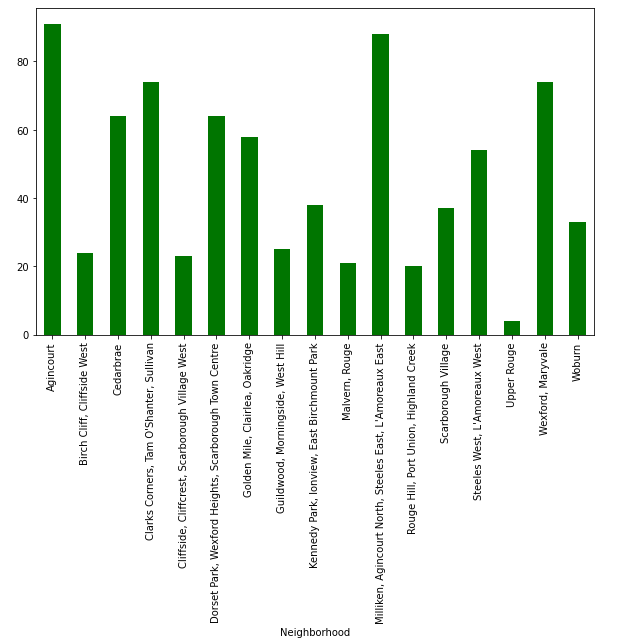 80
60
40
20
0
Agincourt
Birch Cliff, Cliffside West
Cedarbrae
Clarks Corners, Tam O'Shanter, Sullivan
Cliffside, Cliffcrest, Scarborough Village West
Dorset Park, Wexford Heights, Scarborough Town Centre
Golden Mile, Clairlea, Oakridge
Guildwood, Morningside, West Hill
Kennedy Park, Ionview, East Birchmount Park
Malvern, Rouge
Milliken, Agincourt North, Steeles East, L'Amoreaux East
Rouge Hill, Port Union, Highland Creek
Scarborough Village
Steeles West, L'Amoreaux West
Upper Rouge
Wexford, Maryvale
Woburn
Neighborhood